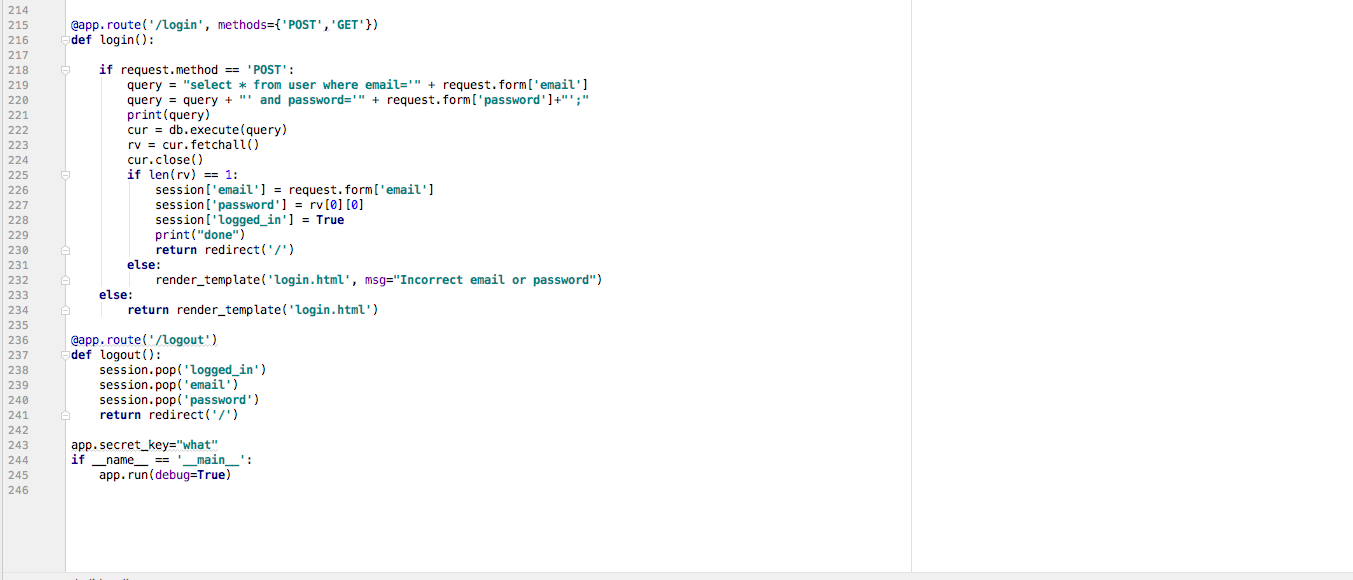 214
215 @app.route('/login', methods={'POST','GET'})
216 def login():
217
218     if request.method == 'POST':
219         query = "select * from user where email='" + request.form['email']
220         query = query + "' and password='" + request.form['password']+"';"
221         print(query)
222         cur = db.execute(query)
223         rv = cur.fetchall()
224         cur.close()
225         if len(rv) == 1:
226             session['email'] = request.form['email']
227             session['password'] = rv[0][0]
228             session['logged_in'] = True
229             print("done")
230             return redirect('/')
231         else:
232             render_template('login.html', msg="Incorrect email or password")
233     else:
234         return render_template('login.html')
235
236 @app.route('/logout')
237 def logout():
238     session.pop('logged_in')
239     session.pop('email')
240     session.pop('password')
241     return redirect('/')
242
243 app.secret_key="what"
244 if __name__ == '__main__':
245     app.run(debug=True)
246